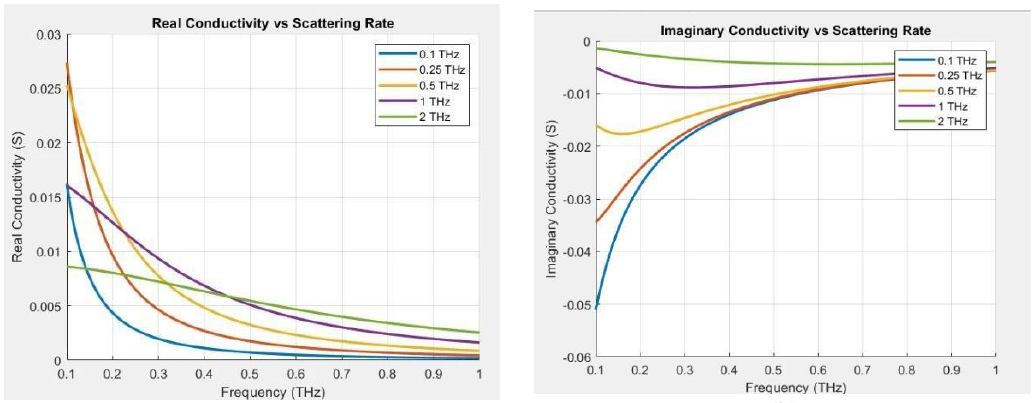 Real Conductivity vs Scattering Rate
0.03
0.025
0.02
0.015
0.01
0.005
0
Real Conductivity (S)
0.1 THz
0.25 THz
0.5 THz
1 THz
2 THz
0.1 0.2 0.3 0.4 0.5 0.6 0.7 0.8 0.9 1
Frequency (THz)
Imaginary Conductivity vs Scattering Rate
0
-0.01
-0.02
-0.03
-0.04
-0.05
-0.06
Imaginary Conductivity (S)
0.1 THz
0.25 THz
0.5 THz
1 THz
2 THz
0.1 0.2 0.3 0.4 0.5 0.6 0.7 0.8 0.9 1
Frequency (THz)